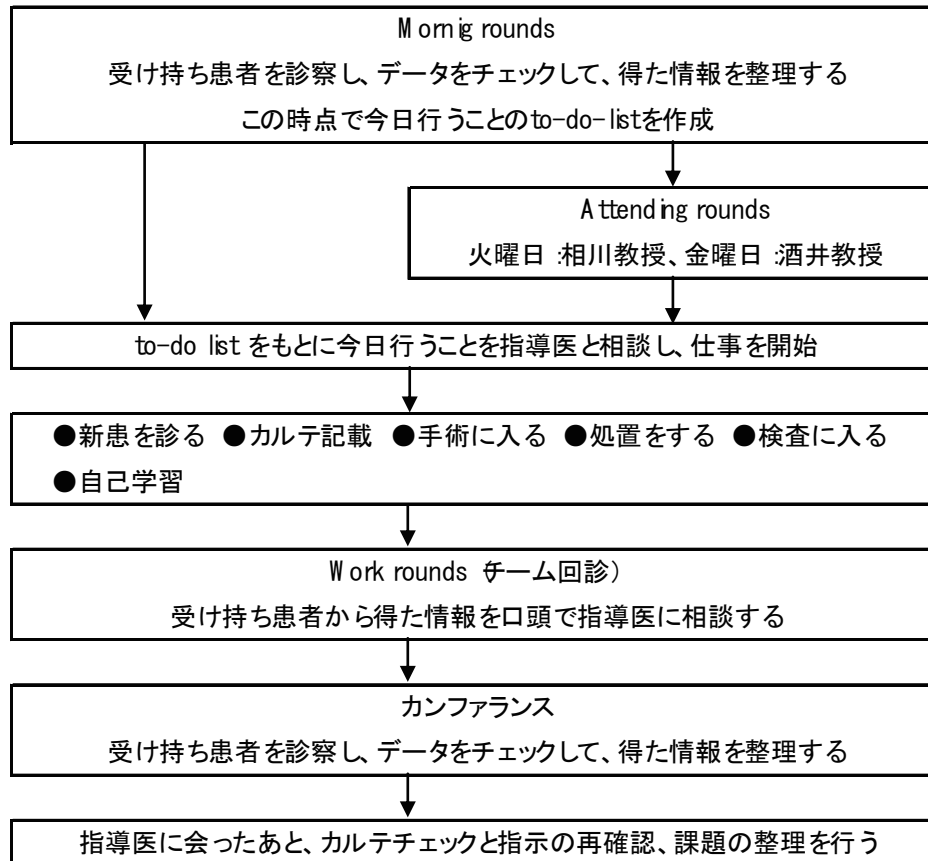 Mornig rounds
受け持ち患者を診察し、データをチェックして、得た情報を整理する
この時点で今日行うことのto-do-listを作成
Attending rounds
火曜日：相川教授、金曜日：酒井教授
to-do list をもとに今日行うことを指導医と相談し、仕事を開始
●新患を診る ●カルテ記載 ●手術に入る ●処置をする ●検査に入る
●自己学習
Work rounds （チーム回診）
受け持ち患者から得た情報を口頭で指導医に相談する
カンファランス
受け持ち患者を診察し、データをチェックして、得た情報を整理する
指導医に会ったあと、カルテチェックと指示の再確認、課題の整理を行う